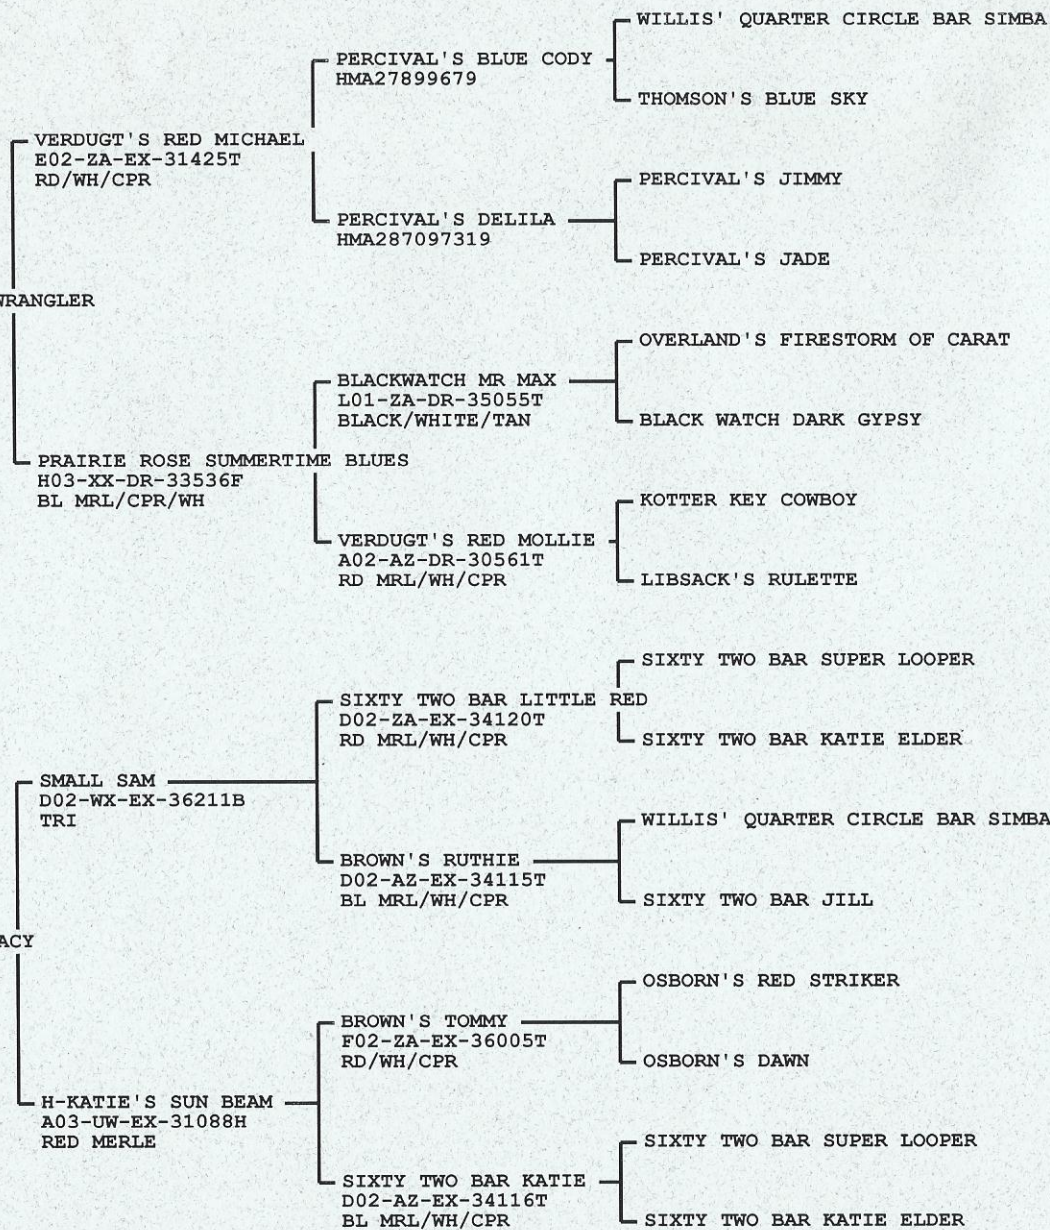 WILLIS' QUARTER CIRCLE BAR SIMBA
PERCIVAL'S BLUE CODY
HMA27899679
THOMSON'S BLUE SKY
VERDUGT'S RED MICHAEL
E02-ZA-EX-31425T
RD/WH/CPR
PERCIVAL'S JIMMY
PERCIVAL'S DELILA
HMA287097319
PERCIVAL'S JADE
WRANGLER
OVERLAND'S FIRESTORM OF CARAT
BLACKWATCH MR MAX
L01-ZA-DR-35055T
BLACK/WHITE/TAN
BLACK WATCH DARK GYPSY
PRAIRIE ROSE SUMMERTIME BLUES
H03-XX-DR-33536F
BL MRL/CPR/WH
KOTTER KEY COWBOY
VERDUGT'S RED MOLLIE
A02-AZ-DR-30561T
RD MRL/WH/CPR
LIBSACK'S RULETTE
SIXTY TWO BAR SUPER LOOPER
SIXTY TWO BAR LITTLE RED
D02-ZA-EX-34120T
RD MRL/WH/CPR
SIXTY TWO BAR KATIE ELDER
SMALL SAM
D02-WX-EX-36211B
TRI
WILLIS' QUARTER CIRCLE BAR SIMBA
BROWN'S RUTHIE
D02-AZ-EX-34115T
BL MRL/WH/CPR
SIXTY TWO BAR JILL
ACY
OSBORN'S RED STRIKER
BROWN'S TOMMY
F02-ZA-EX-36005T
RD/WH/CPR
OSBORN'S DAWN
H-KATIE'S SUN BEAM
A03-UW-EX-31088H
RED MERLE
SIXTY TWO BAR SUPER LOOPER
SIXTY TWO BAR KATIE
D02-AZ-EX-34116T
BL MRL/WH/CPR
SIXTY TWO BAR KATIE ELDER